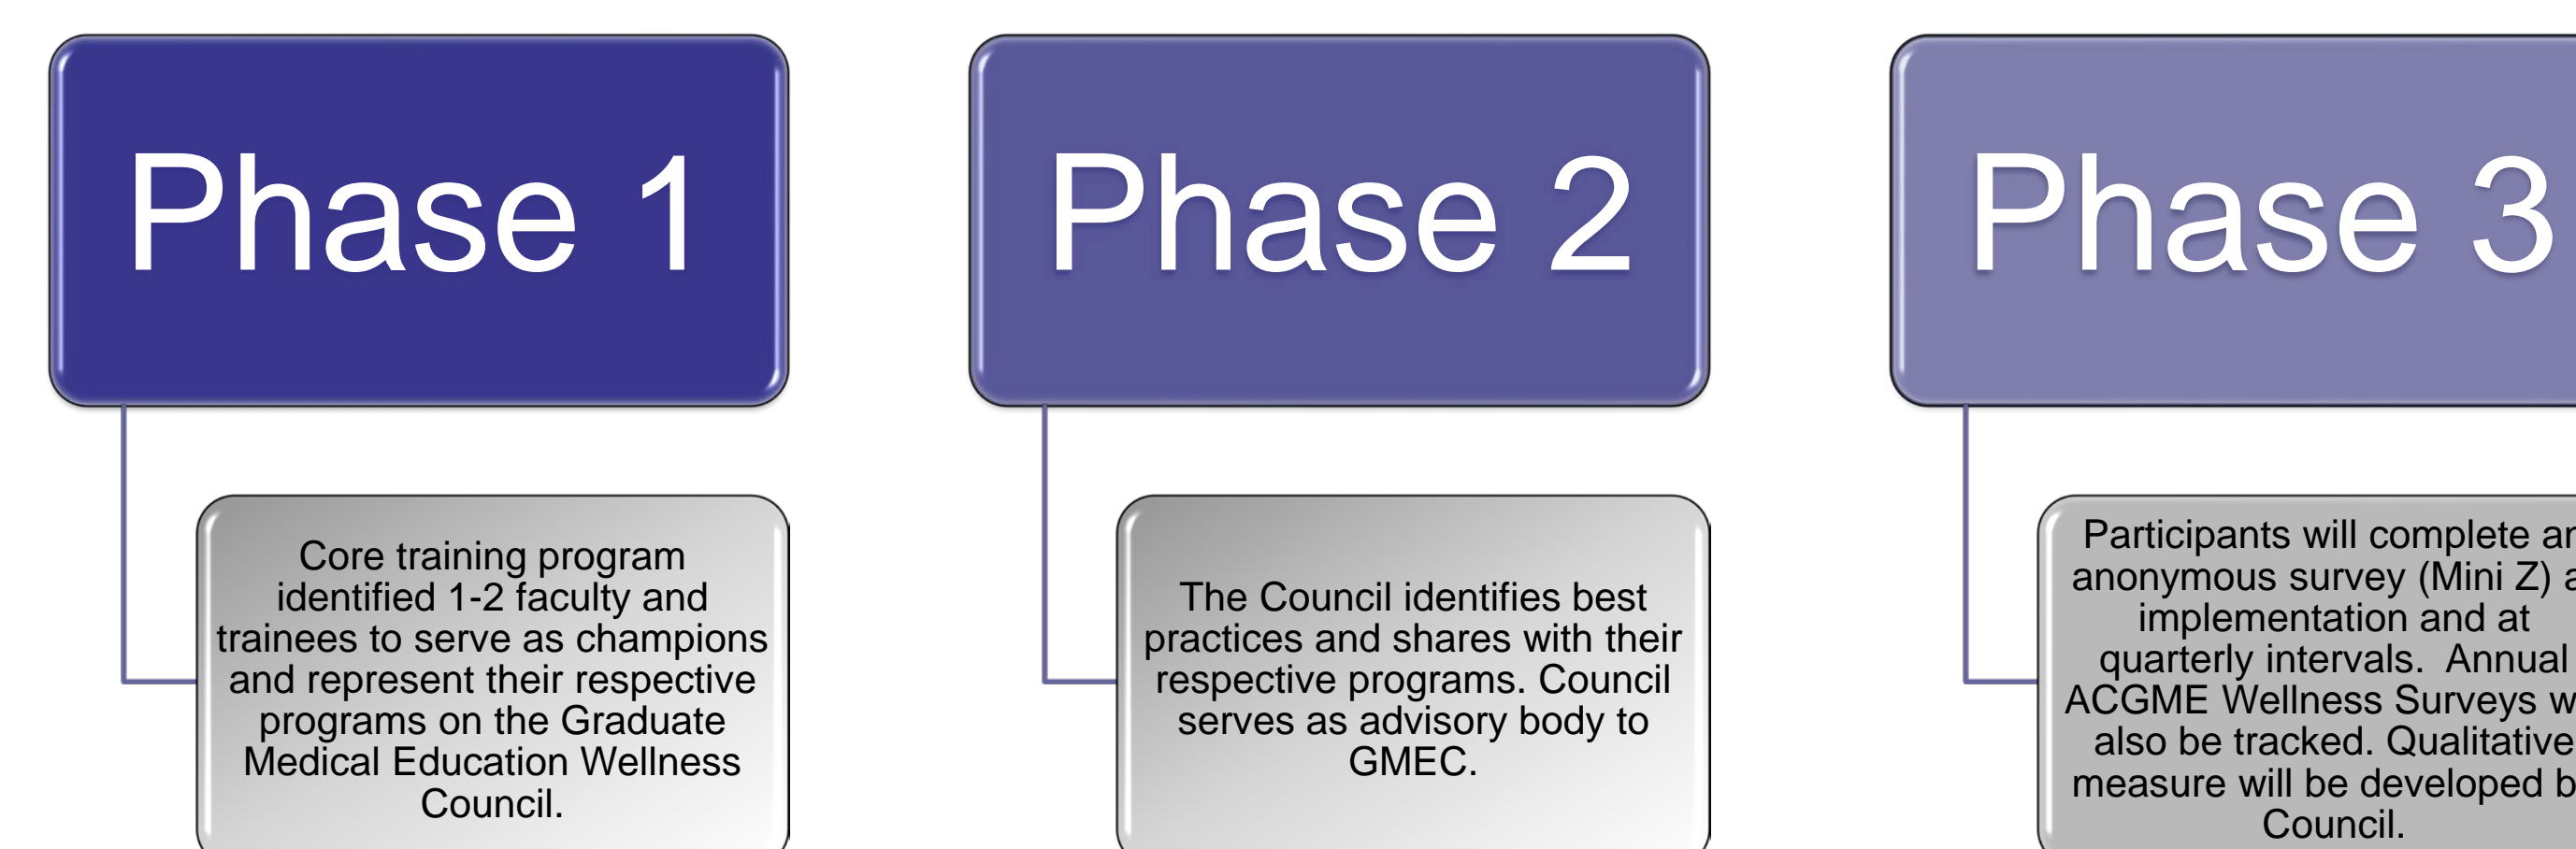 Phase 1
Core training program
identified 1-2 faculty and
trainees to serve as champions
and represent their respective
programs on the Graduate
Medical Education Wellness
Council.
Phase 2
The Council identifies best
practices and shares with their
respective programs. Council
serves as advisory body to
GMEC.
Phase 3
Participants will complete an
anonymous survey (Mini Z)
implementation and at
quarterly intervals. Annual
ACGME Wellness Surveys
also be tracked. Qualitative
measure will be developed
Council.